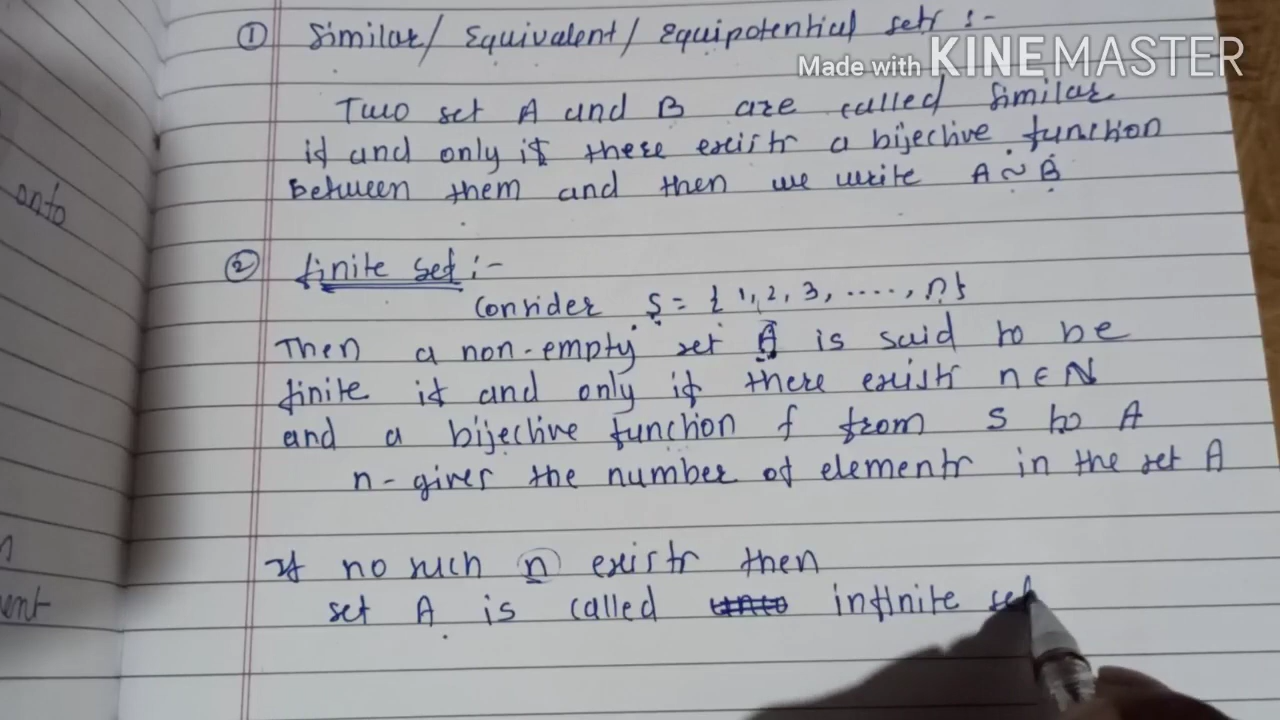 ① Similar/ Equivalent/ Equipotential sets :-
Made with KINEMASTER
Two set A and B are called similar
if and only if there exists a bijective function
between them and then we write A ~ B
onto
② finite set :-
Consider S = { 1, 2, 3, ....., n }
Then a non-empty set A is said to be
finite if and only if there exists n ∈ N
and a bijective function f from S to A
n - gives the number of elements in the set A
If no such n exists then
set A is called infinite set